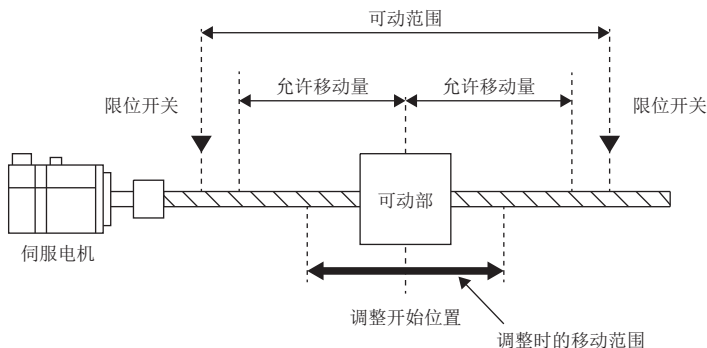 可动范围
允许移动量
允许移动量
限位开关
限位开关
可动部
伺服电机
调整开始位置
调整时的移动范围